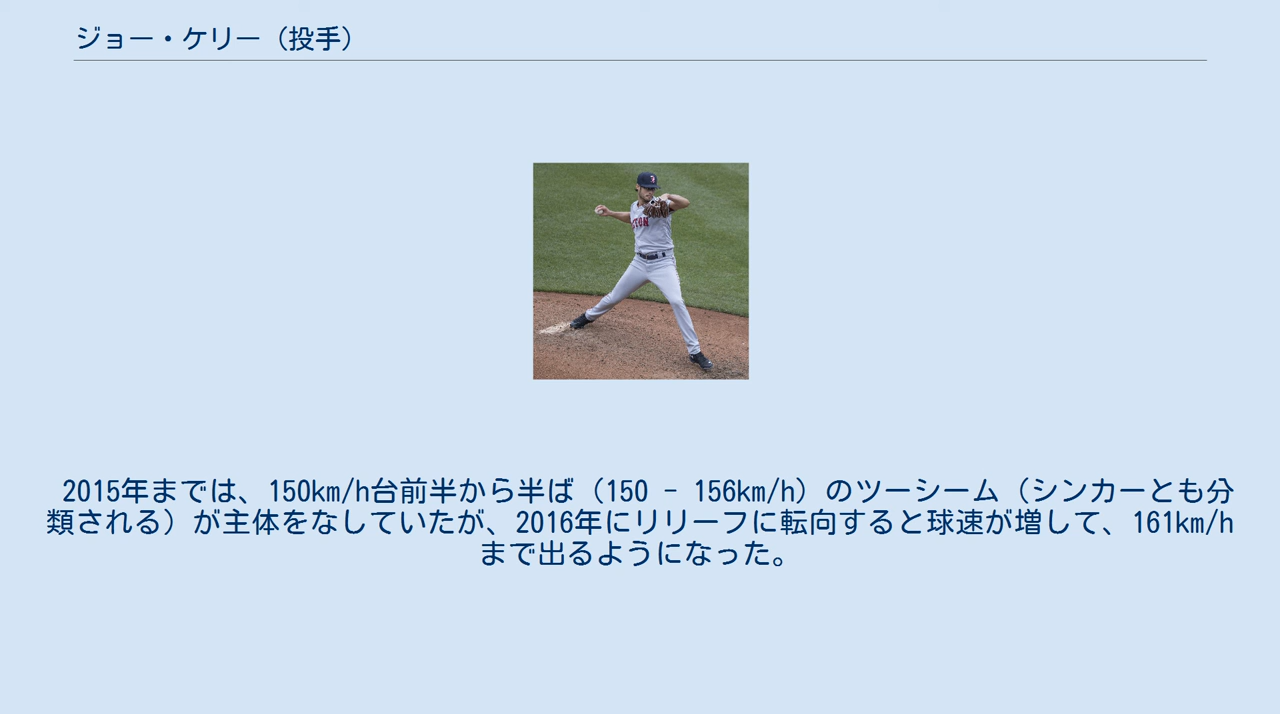 ジョー・ケリー（投手）
TON
2015年までは、150km/h台前半から半ば（150 - 156km/h）のツーシーム（シンカーとも分
類される）が主体をなしていたが、2016年にリリーフに転向すると球速が増して、161km/h
まで出るようになった。